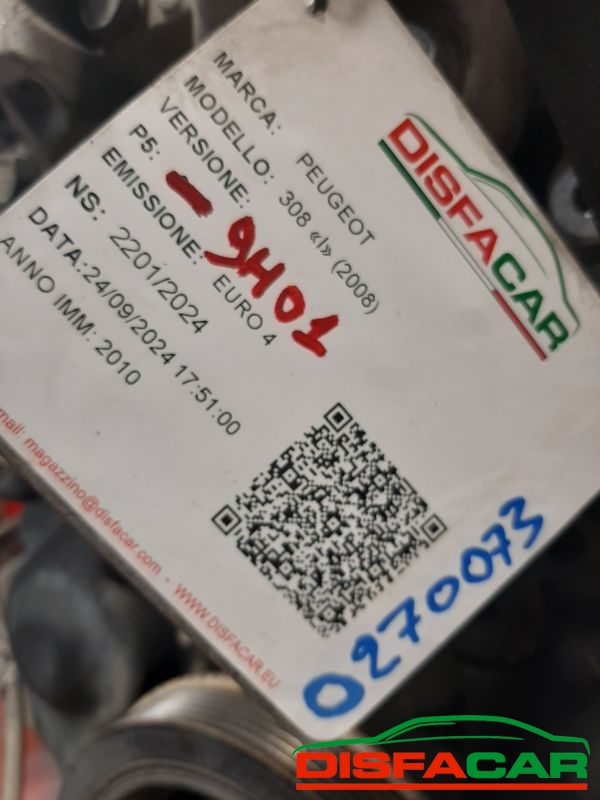 MARCA: PEUGEOT
MODELLO: 308 «I» (2008)
VERSIONE:
P5: - 9H01
EMISSIONE: EURO 4
NS: 2201/2024
DATA:24/09/2024 17:51:00
ANNO IMM: 2010
mail: magazzino@disfacar.com - WWW.DISFACAR.EU
DISFACAR
0270073
DISFACAR